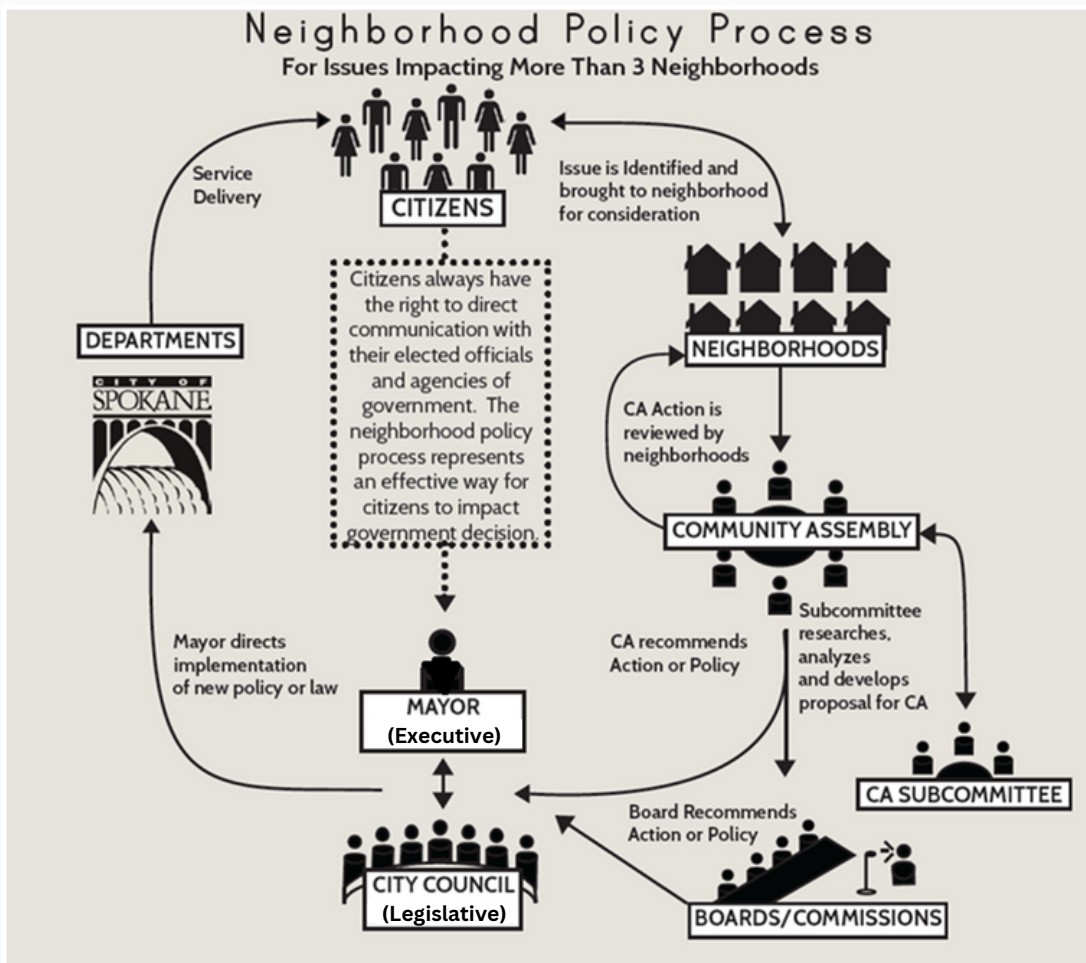 Neighborhood Policy Process
For Issues Impacting More Than 3 Neighborhoods
Service
Delivery
CITIZENS
Issue is Identified and
brought to neighborhood
for consideration
Citizens always have
the right to direct
communication with
their elected officials
and agencies of
government. The
neighborhood policy
process represents
an effective way for
citizens to impact
government decision.
DEPARTMENTS
CITY OF
SPOKANE
NEIGHBORHOODS
CA Action is
reviewed by
neighborhoods
COMMUNITY ASSEMBLY
Subcommittee
researches,
analyzes
and develops
proposal for CA
CA recommends
Action or Policy
Mayor directs
implementation
of new policy or law
MAYOR
(Executive)
CA SUBCOMMITTEE
Board Recommends
Action or Policy
CITY COUNCIL
(Legislative)
BOARDS/COMMISSIONS